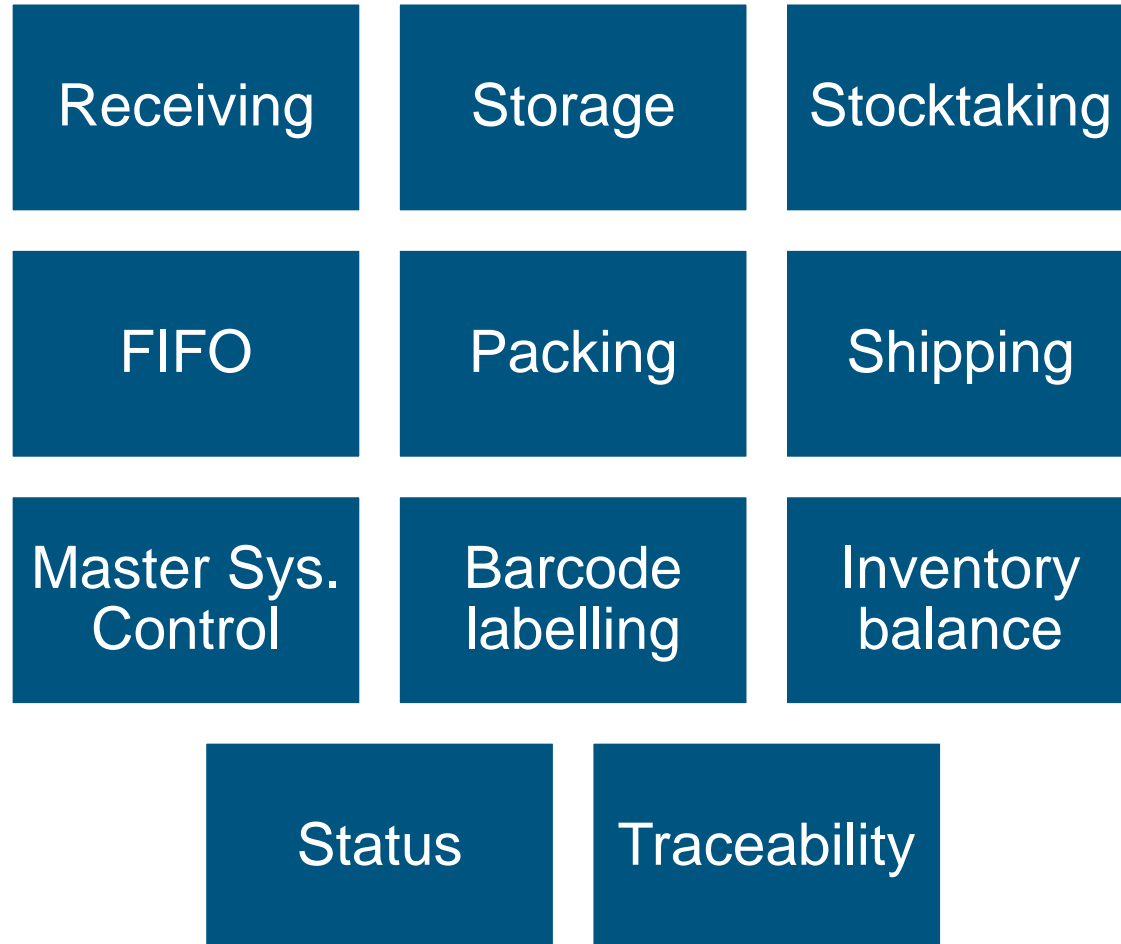 Receiving
Storage
Stocktaking
FIFO
Packing
Shipping
Master Sys.
Control
Barcode
labelling
Inventory
balance
Status
Traceability